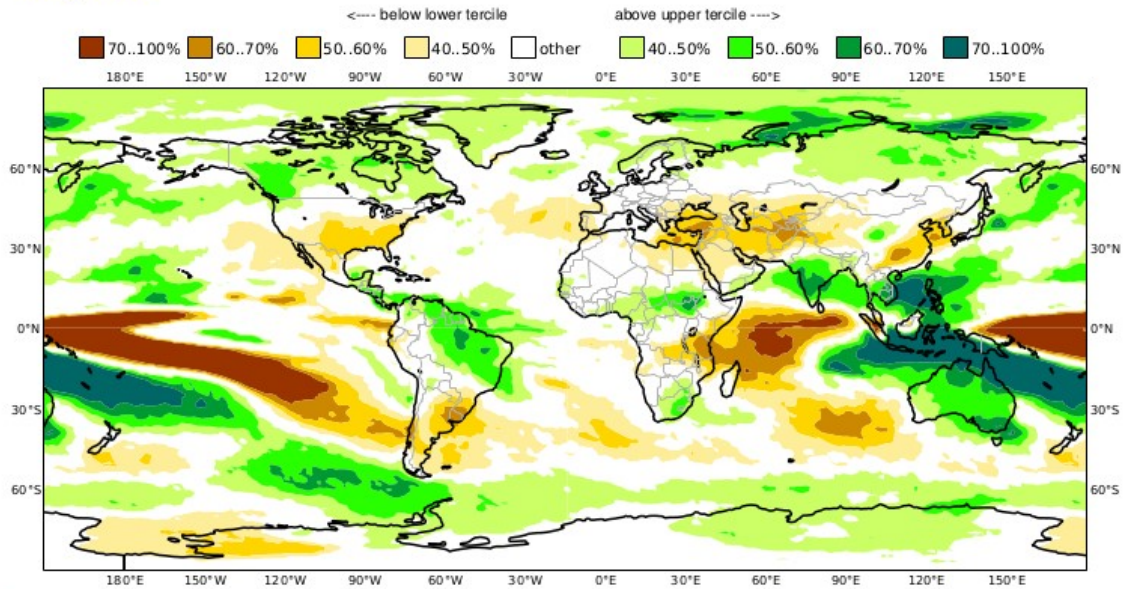 <---- below lower tercile above upper tercile ---->
70..100% 60..70% 50..60% 40..50% other 40..50% 50..60% 60..70% 70..100%
180°E 150°W 120°W 90°W 60°W 30°W 0°E 30°E 60°E 90°E 120°E 150°E
60°N 60°N
30°N 30°N
0°N 0°N
30°S 30°S
60°S 60°S
180°E 150°W 120°W 90°W 60°W 30°W 0°E 30°E 60°E 90°E 120°E 150°E